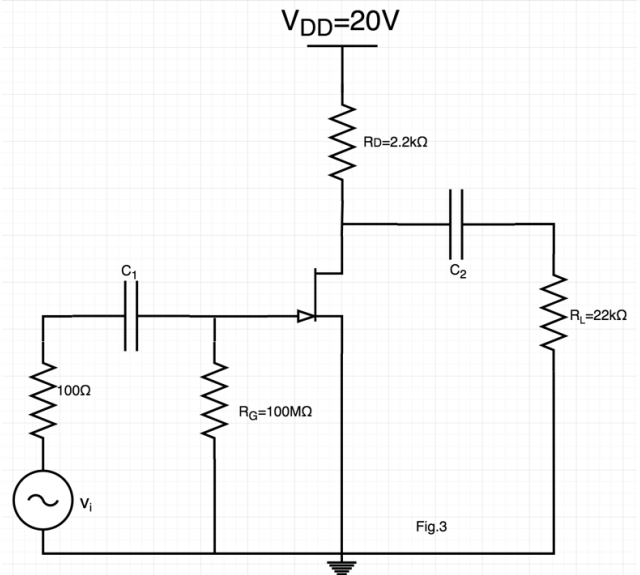 VDD=20V
RD=2.2kΩ
C1
C2
RL=22kΩ
100Ω
RG=100MΩ
Vi
Fig.3